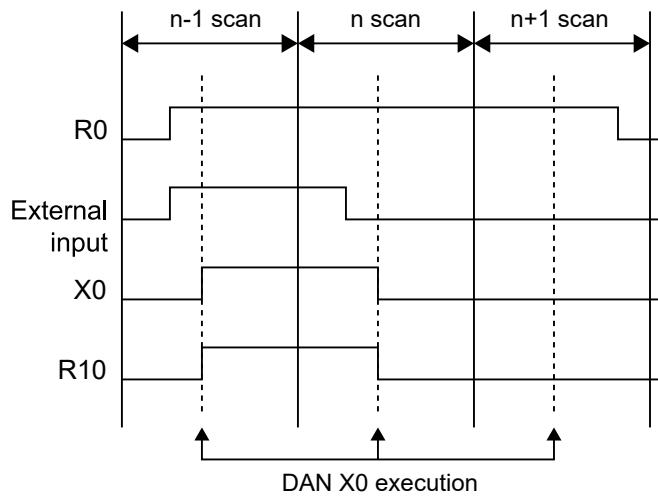 n-1 scan
n scan
n+1 scan
R0
External
input
X0
R10
DAN X0 execution